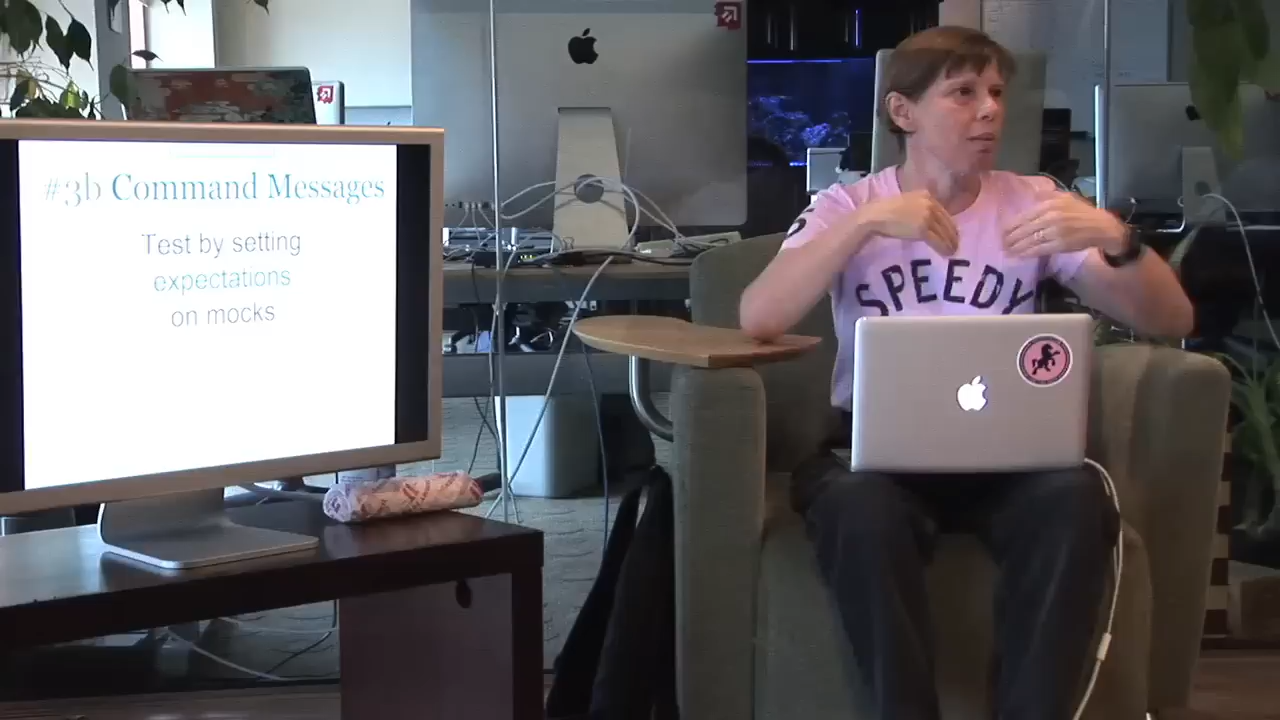 #3b Command Messages
Test by setting
expectations
on mocks
SPEEDY